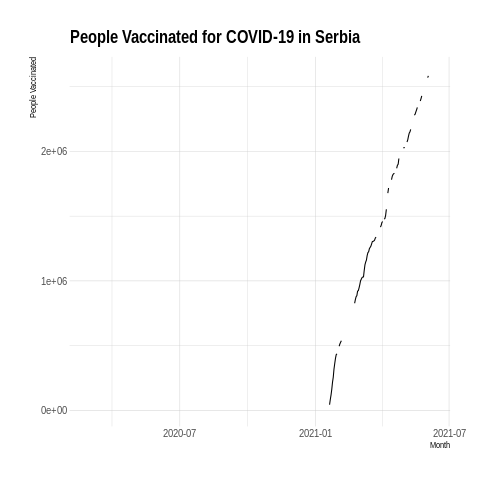 People Vaccinated for COVID-19 in Serbia
People Vaccinated
2e+06
1e+06
0e+00
2020-07
2021-01
2021-07
Month